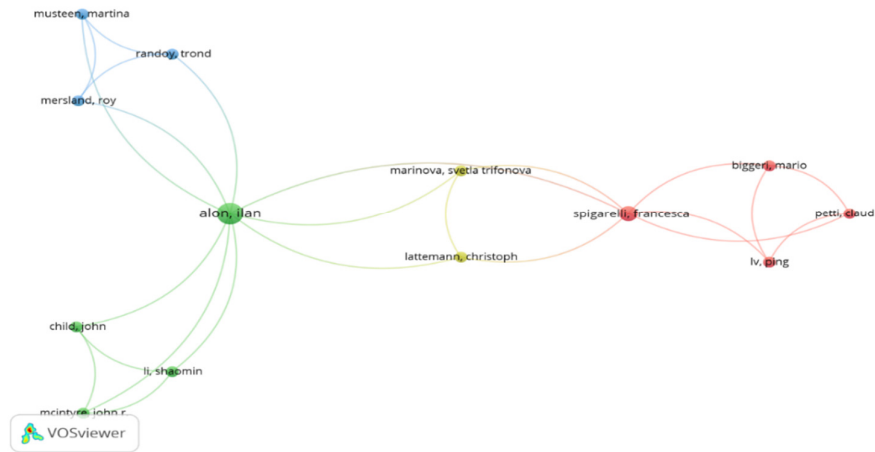 musteen, martina
randoy, trond
mersland, roy
marinova, svetla trifonova
biggeri, mario
alon, ilan
spigarelli, francesca
petti, claud
lattemann, christoph
lv, ping
child, john
li, shaomin
mcintyre, john r.
VOSviewer